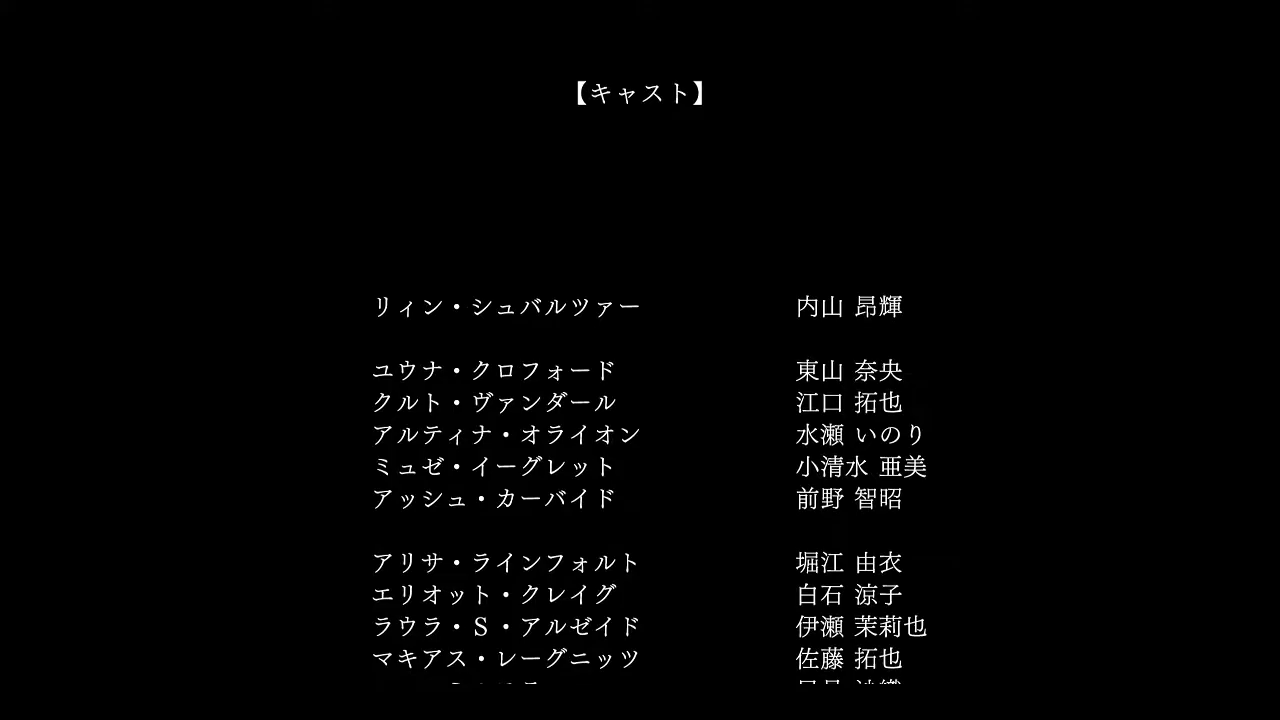 【キャスト】
リィン・シュバルツァー 内山 昂輝
ユウナ・クロフォード 東山 奈央
クルト・ヴァンダール 江口 拓也
アルティナ・オライオン 水瀬 いのり
ミュゼ・イーグレット 小清水 亜美
アッシュ・カーバイド 前野 智昭
アリサ・ラインフォルト 堀江 由衣
エリオット・クレイグ 白石 涼子
ラウラ・Ｓ・アルゼイド 伊瀬 茉莉也
マキアス・レーグニッツ 佐藤 拓也